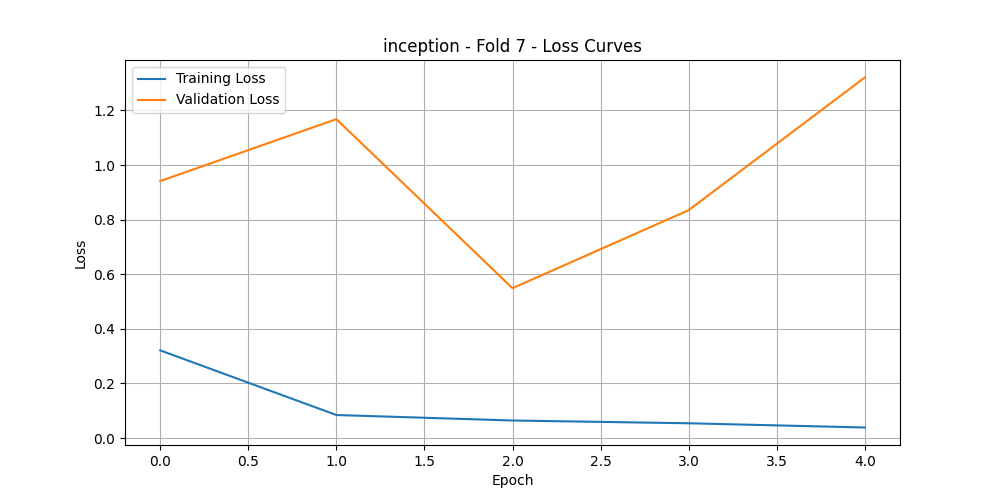 inception - Fold 7 - Loss Curves
Training Loss
Validation Loss
Loss
1.2
1.0
0.8
0.6
0.4
0.2
0.0
0.0 0.5 1.0 1.5 2.0 2.5 3.0 3.5 4.0
Epoch